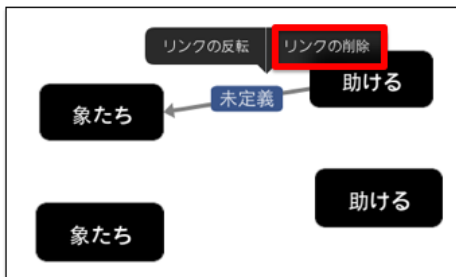 リンクの反転
リンクの削除
助ける
象たち
未定義
象たち
助ける